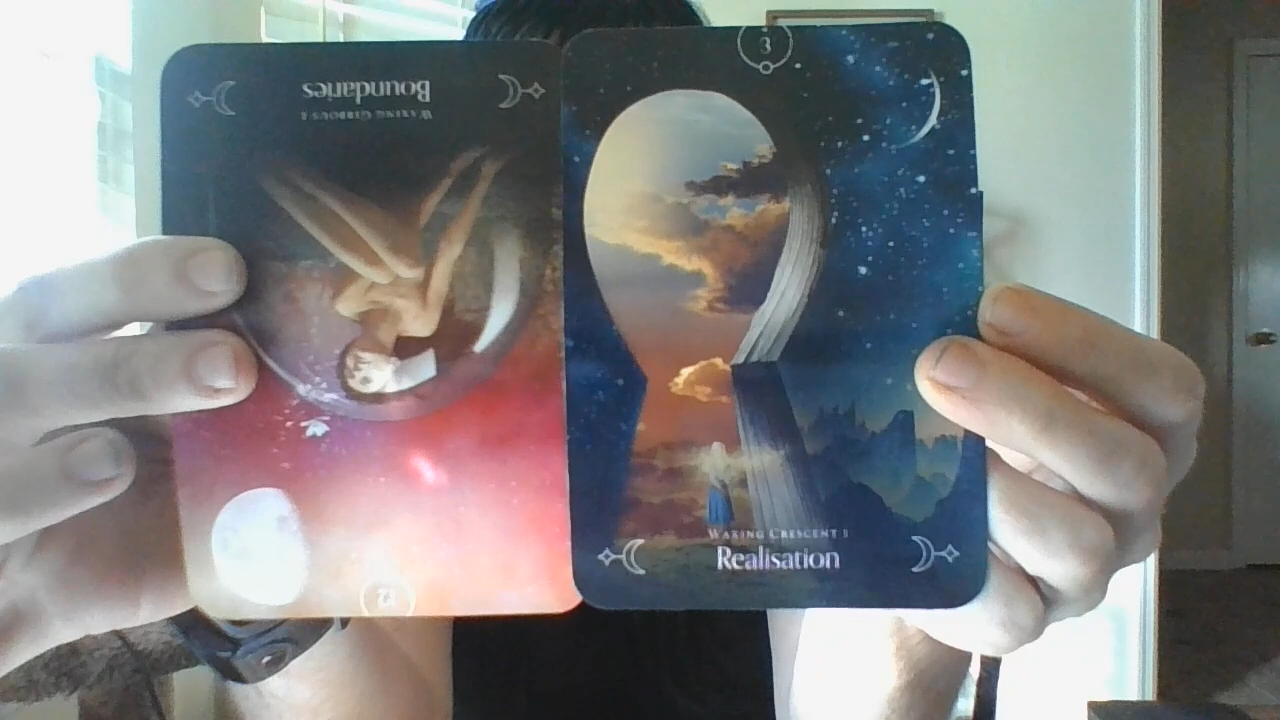 Boundaries
WAXING GIBBOUS 1
3
WAXING CRESCENT 1
Realisation